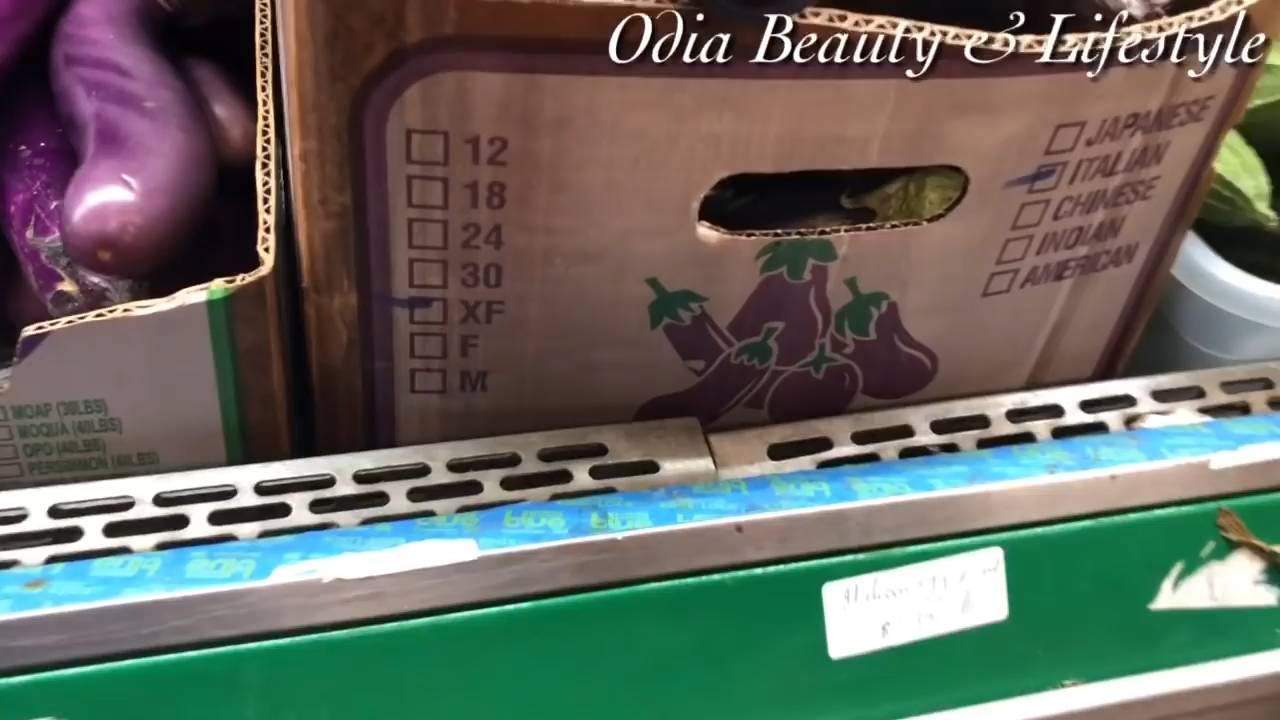 Odia Beauty & Lifestyle
12
18
24
30
XF
F
M
JAPANESE
ITALIAN
CHINESE
INDIAN
AMERICAN
MOAP (30LBS)
MOQUA (40LBS)
OPO (40LBS)
PERSIMMON (40LBS)